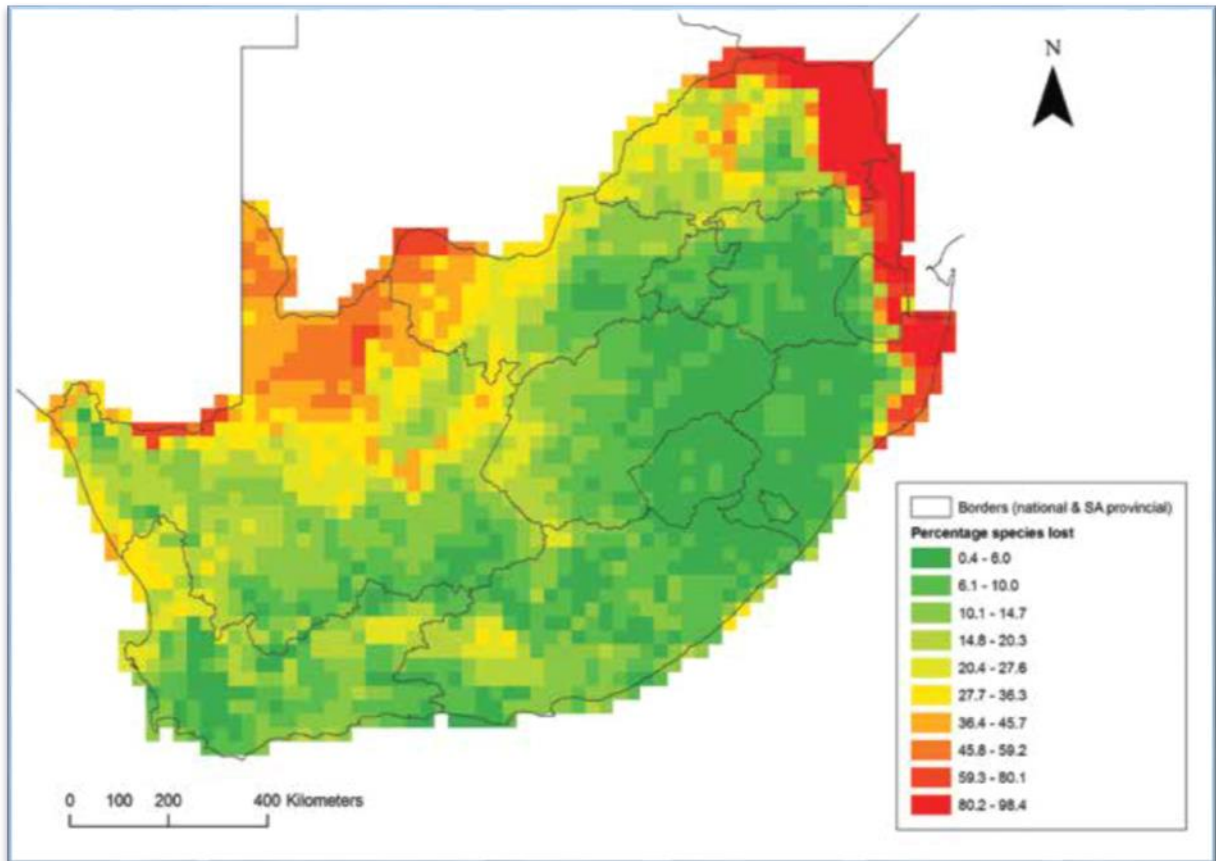 N
Borders (national & SA provincial)
Percentage species lost
0.4 - 6.0
6.1 - 10.0
10.1 - 14.7
14.8 - 20.3
20.4 - 27.6
27.7 - 36.3
36.4 - 45.7
45.8 - 59.2
59.3 - 80.1
80.2 - 98.4
0 100 200 400 Kilometers